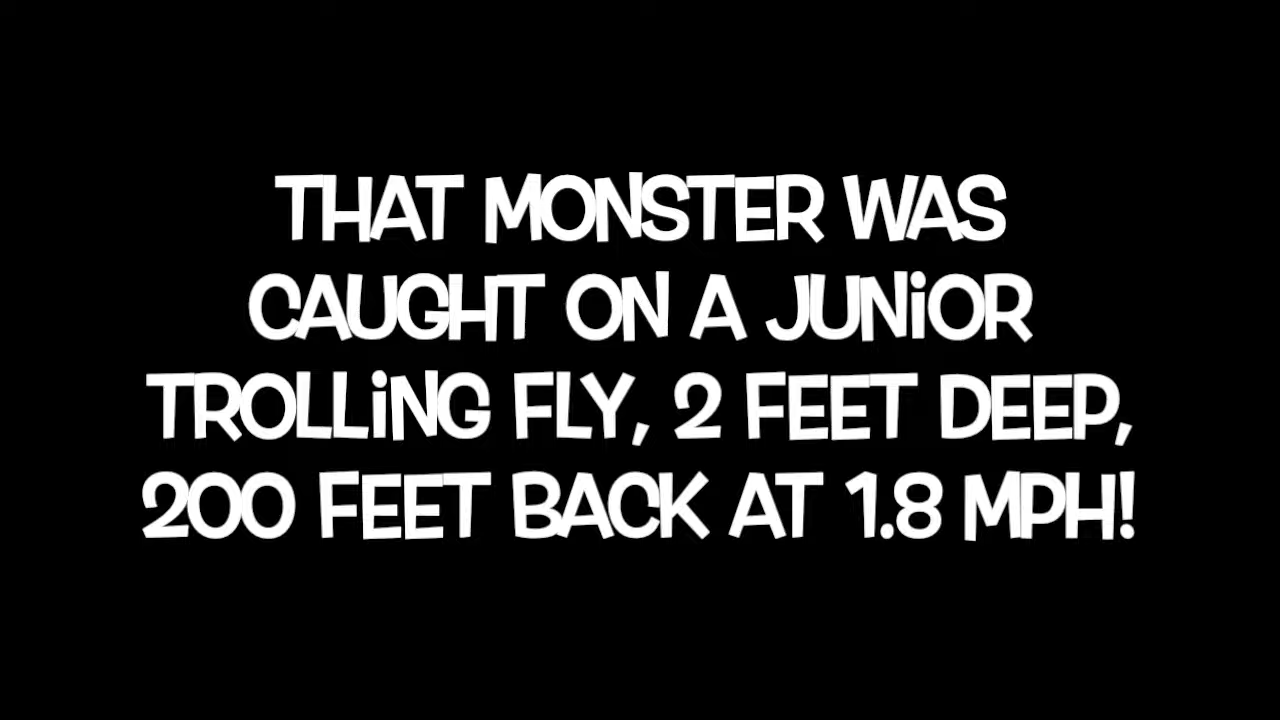 THAT MONSTER WAS
CAUGHT ON A JUNiOR
TROLLiNG FLY, 2 FEET DEEP,
200 FEET BACK AT 1.8 MPH!